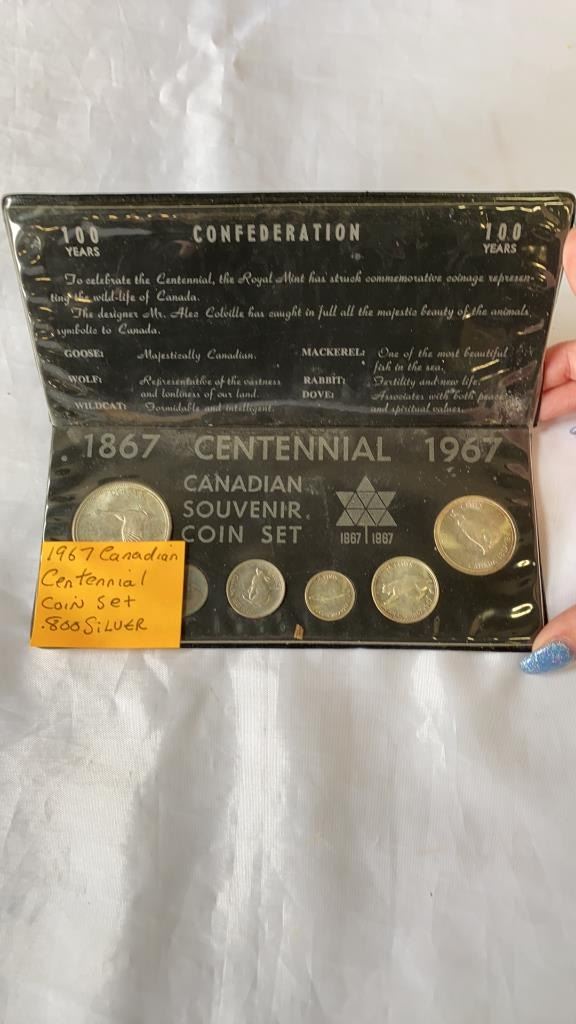 100 CONFEDERATION 100
YEARS YEARS
To celebrate the Centennial, the Royal Mint has struck commemorative coinage represen-
ting the wild life of Canada.
The designer Mr. Alec Colville has caught in full all the majestic beauty of the animals
symbolic to Canada.
GOOSE: Majestically Canadian.
WOLF: Representative of the vastness
and lonliness of our land.
WILDCAT: Formidable and intelligent.
MACKEREL: One of the most beautiful
fish in the sea.
RABBIT: Fertility and new life.
DOVE: Associates with both peace
and spiritual values.
1867 CENTENNIAL 1967
CANADIAN
SOUVENIR
COIN SET
1867 1967
1967 Canadian
Centennial
Coin Set
.800 SILVER